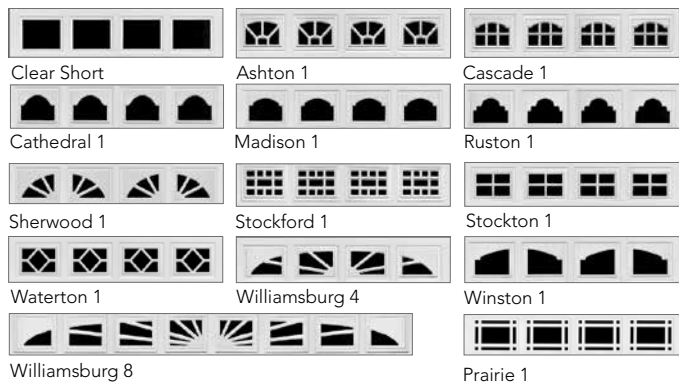 Clear Short
Ashton 1
Cascade 1
Cathedral 1
Madison 1
Ruston 1
Sherwood 1
Stockford 1
Stockton 1
Waterton 1
Williamsburg 4
Winston 1
Williamsburg 8
Prairie 1